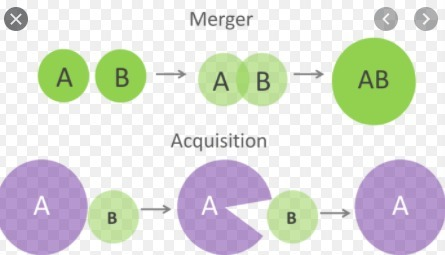 Merger
A B A B AB
Acquisition
A B A B A